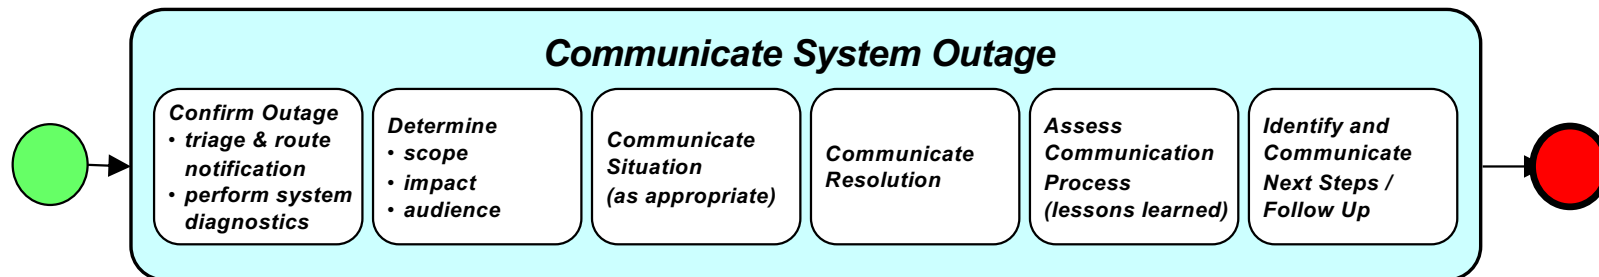 Communicate System Outage
Confirm Outage
• triage & route
notification
• perform system
diagnostics
Determine
• scope
• impact
• audience
Communicate
Situation
(as appropriate)
Communicate
Resolution
Assess
Communication
Process
(lessons learned)
Identify and
Communicate
Next Steps /
Follow Up